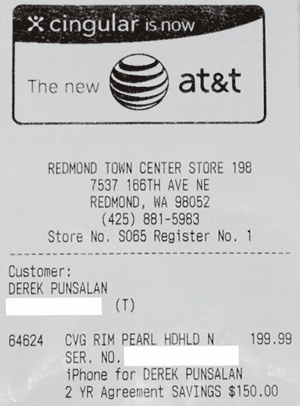 cingular is now
The new at&t
REDMOND TOWN CENTER STORE 198
7537 166TH AVE NE
REDMOND, WA 98052
(425) 881-5983
Store No. S065 Register No. 1
Customer:
DEREK PUNSALAN
(T)
64624 CVG RIM PEARL HDHLD N 199.99
SER. NO.
iPhone for DEREK PUNSALAN
2 YR Agreement SAVINGS $150.00